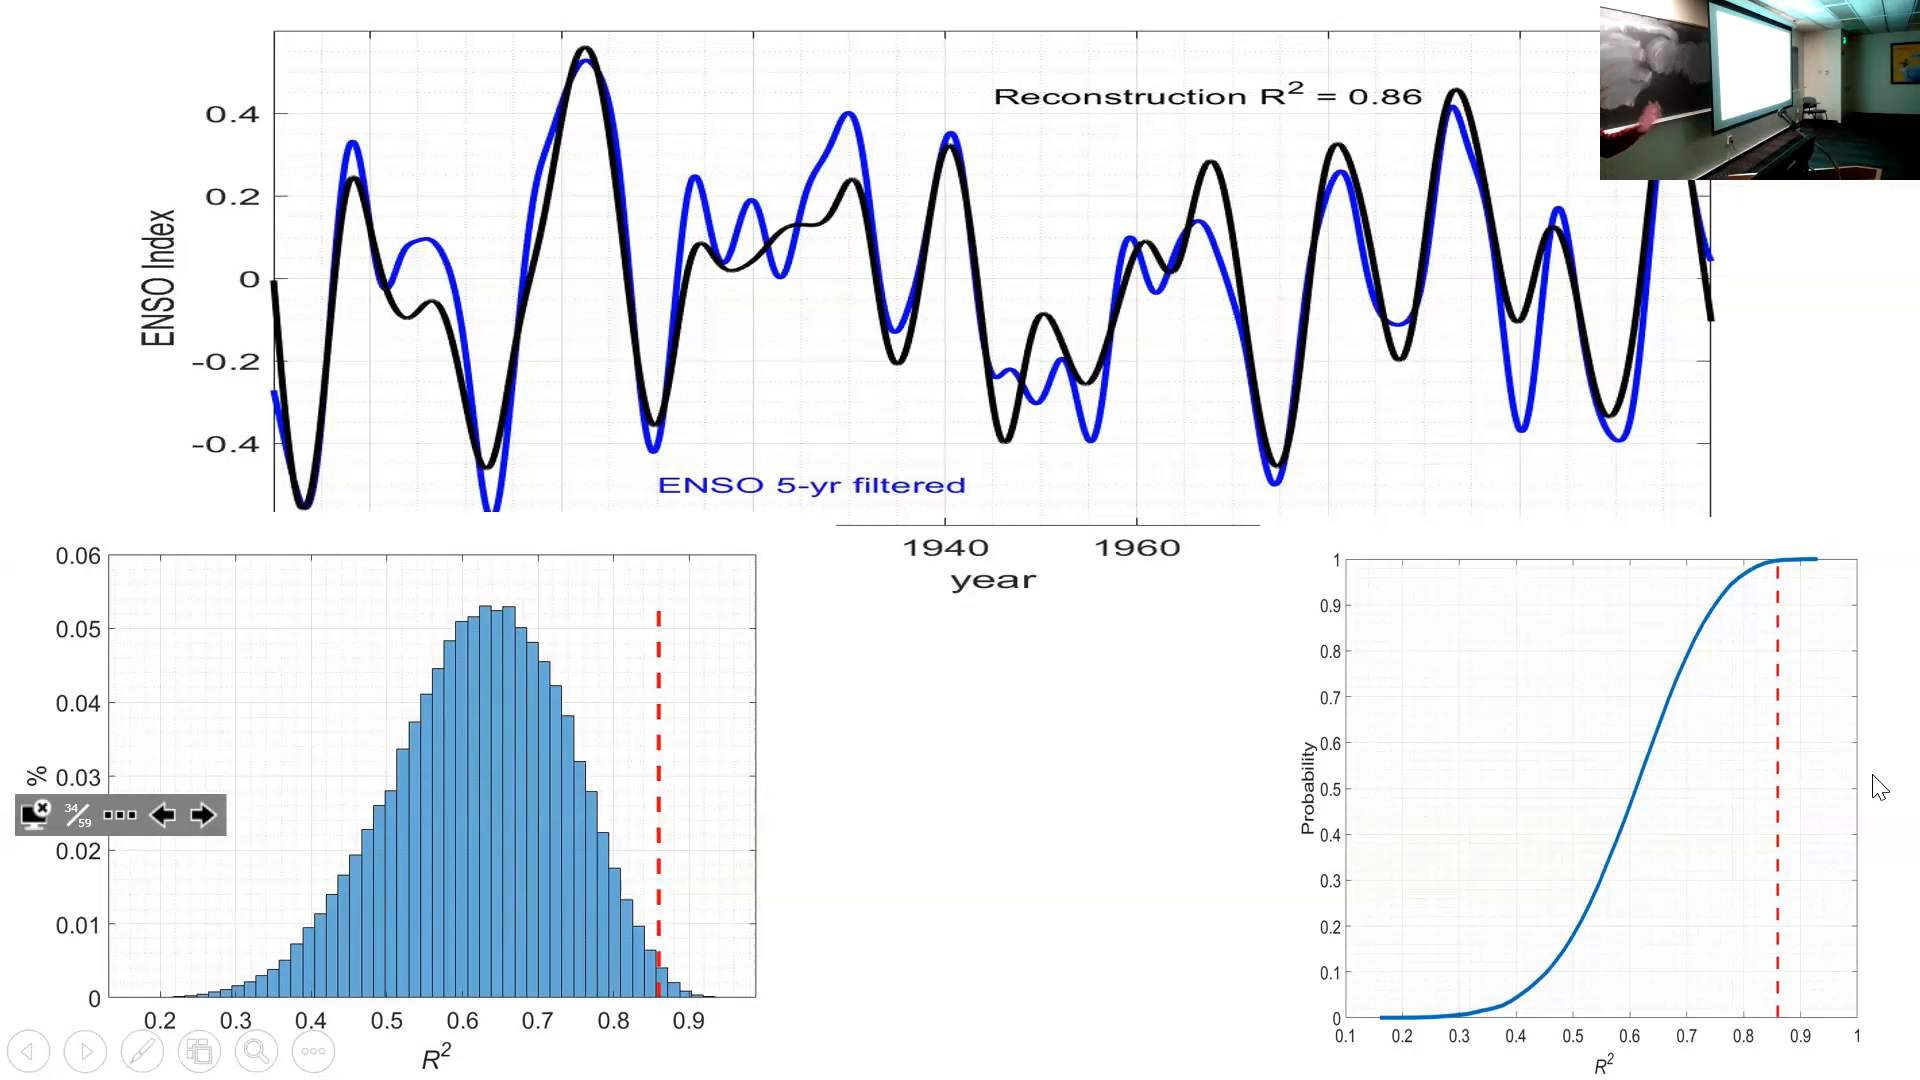 Reconstruction R² = 0.86
0.4
0.2
0
-0.2
-0.4
ENSO Index
ENSO 5-yr filtered
1940 1960
year
0.06
0.05
0.04
0.03
0.02
0.01
0
%
0.2 0.3 0.4 0.5 0.6 0.7 0.8 0.9
R²
34/59
1
0.9
0.8
0.7
0.6
0.5
0.4
0.3
0.2
0.1
0
Probability
0.1 0.2 0.3 0.4 0.5 0.6 0.7 0.8 0.9 1
R²